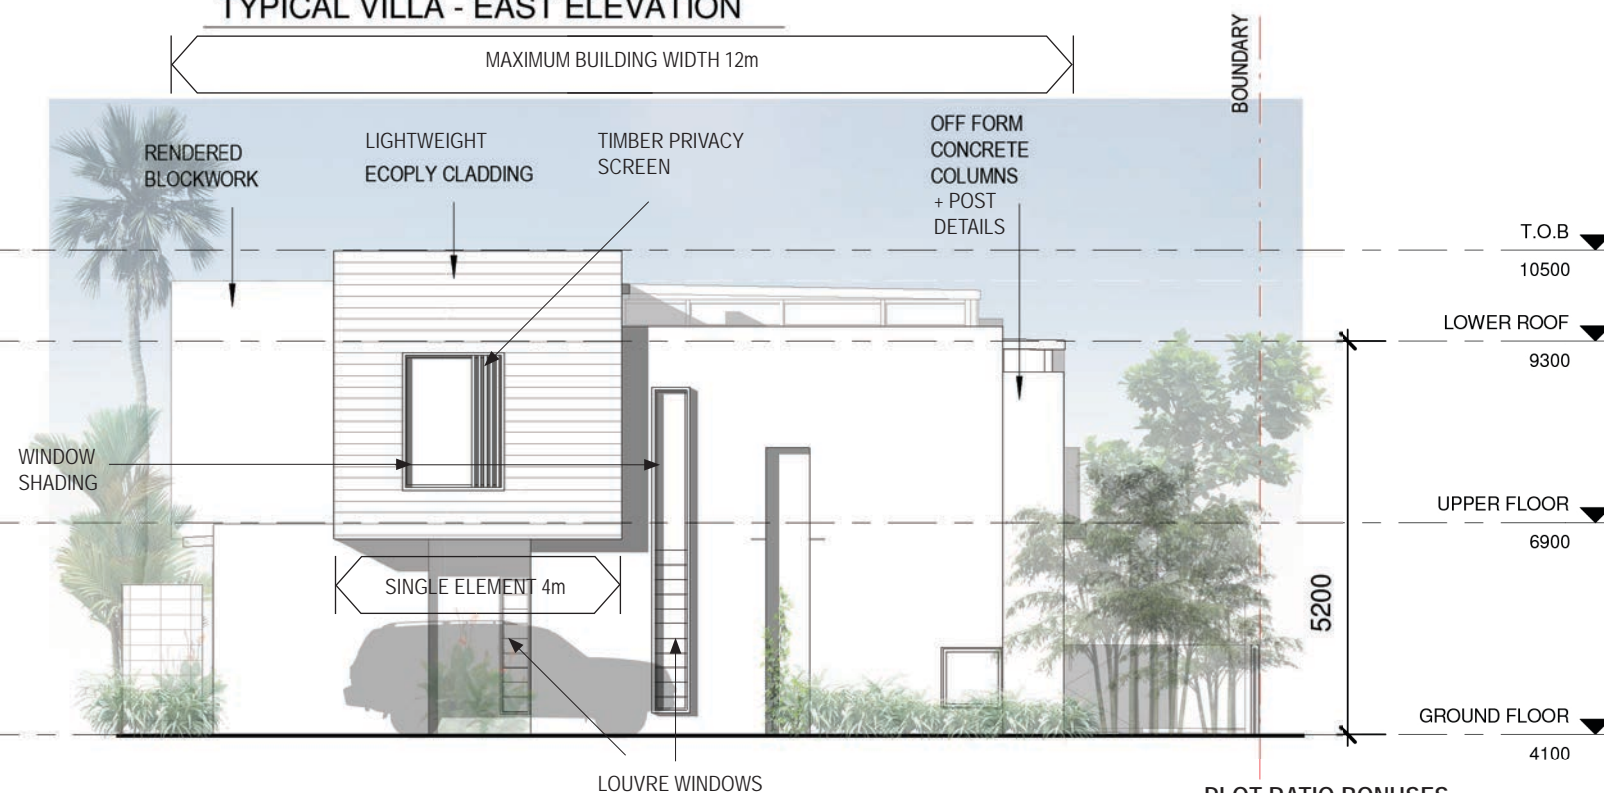 TYPICAL VILLA - EAST ELEVATION
MAXIMUM BUILDING WIDTH 12m
BOUNDARY
RENDERED
BLOCKWORK
LIGHTWEIGHT
ECOPLY CLADDING
TIMBER PRIVACY
SCREEN
OFF FORM
CONCRETE
COLUMNS
+ POST
DETAILS
T.O.B
10500
LOWER ROOF
9300
WINDOW
SHADING
UPPER FLOOR
6900
SINGLE ELEMENT 4m
5200
GROUND FLOOR
4100
LOUVRE WINDOWS
PLOT RATIO BONUSES